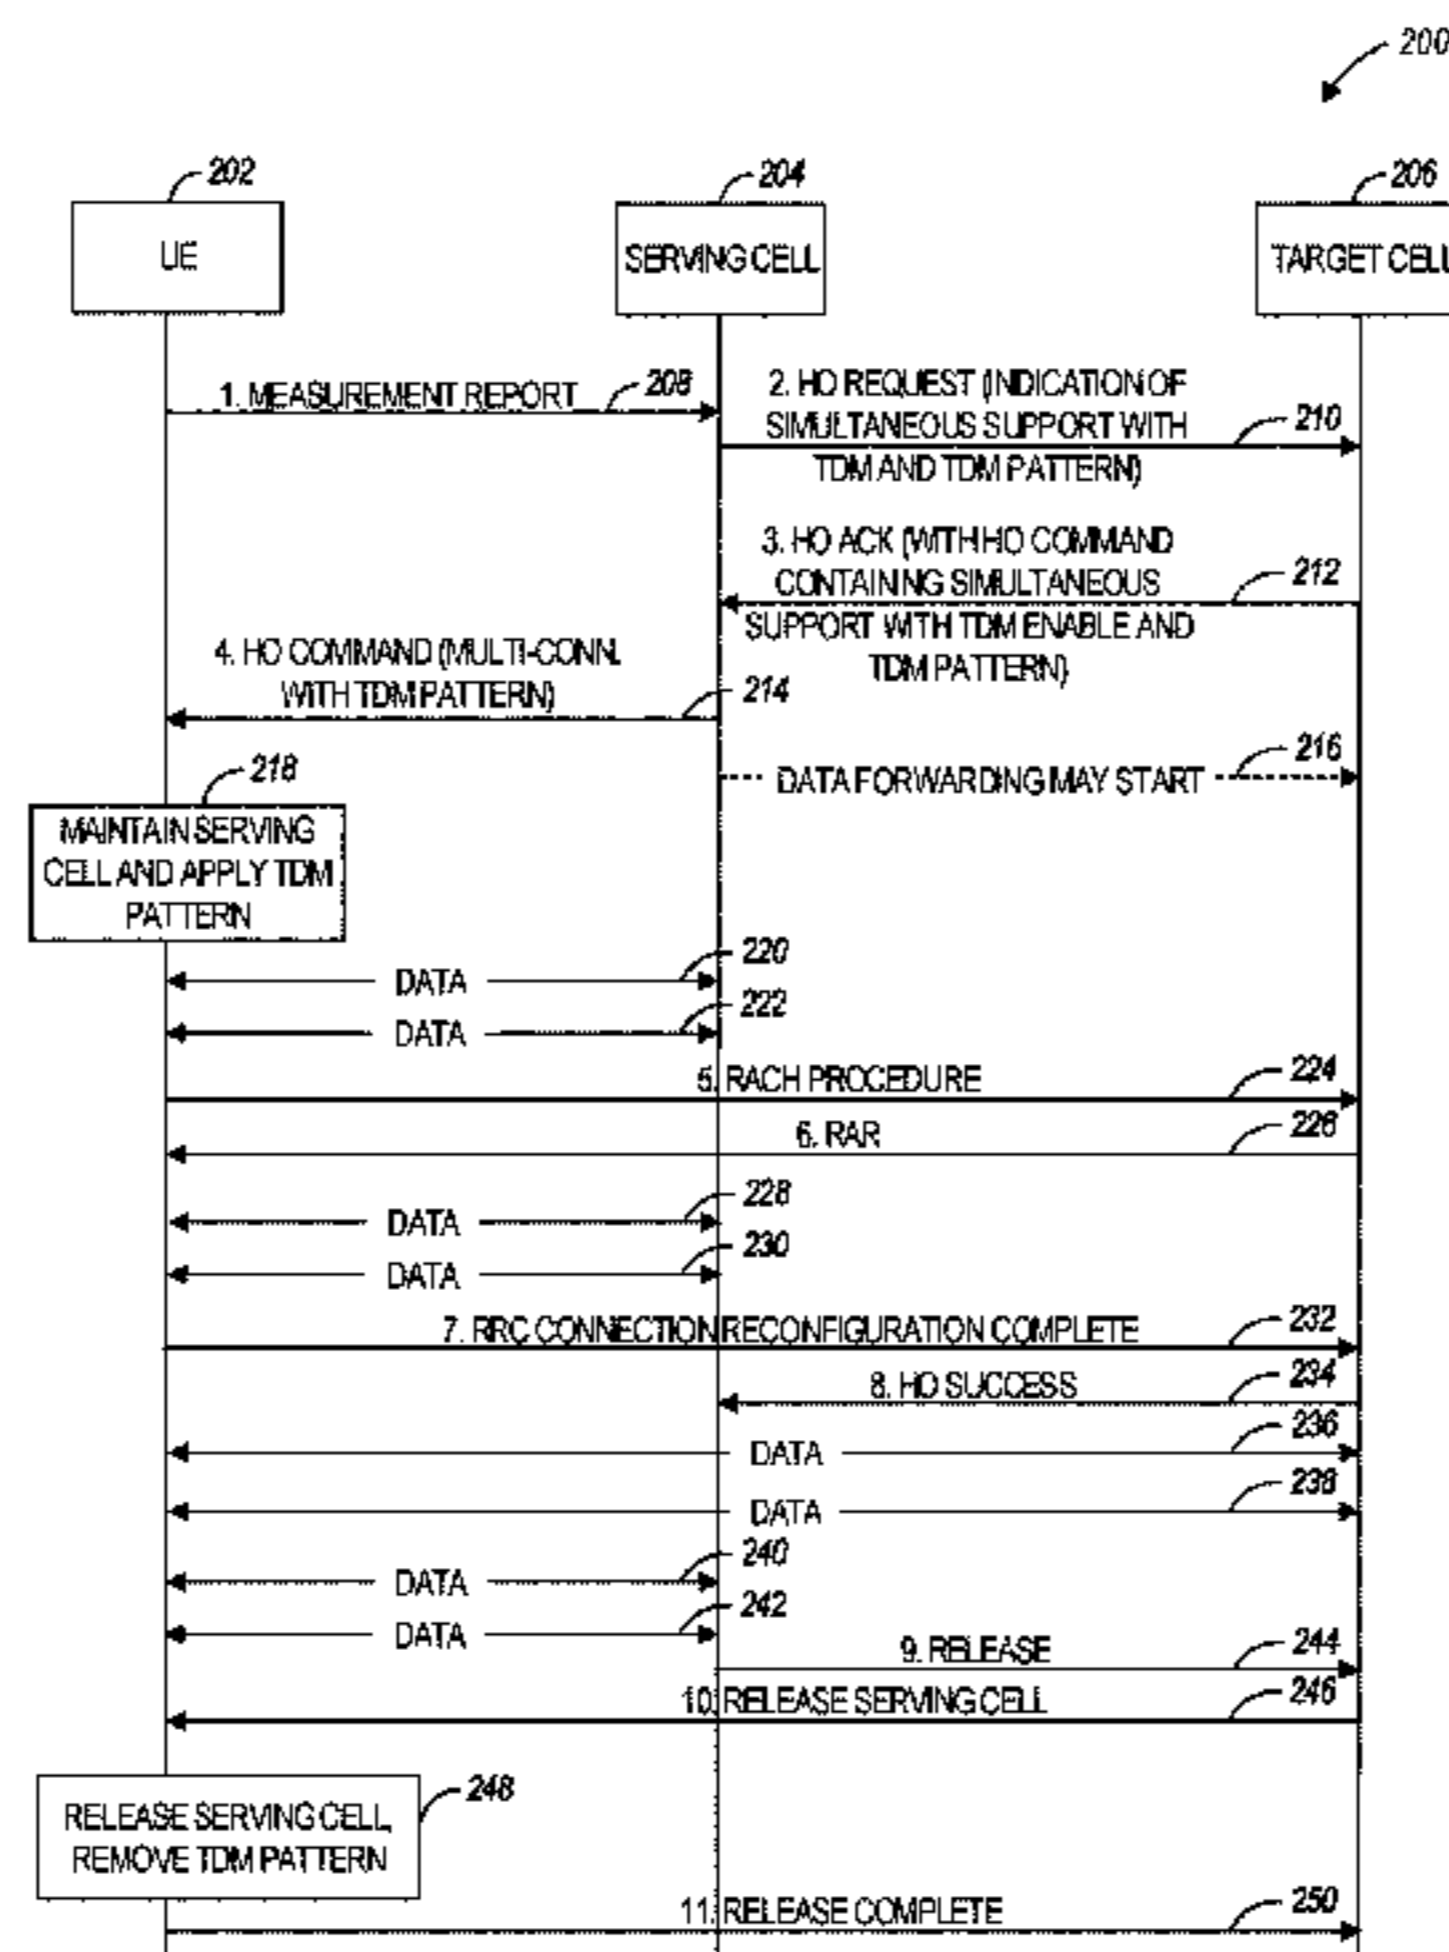 200
202
204
206
UE
SERVING CELL
TARGET CELL
1. MEASUREMENT REPORT
208
2. HO REQUEST (INDICATION OF
SIMULTANEOUS SUPPORT WITH
TDM AND TDM PATTERN)
210
3. HO ACK (WITH HO COMMAND
CONTAINING SIMULTANEOUS
SUPPORT WITH TDM ENABLE AND
TDM PATTERN)
212
4. HO COMMAND (MULTI-CONN.
WITH TDM PATTERN)
214
DATA FORWARDING MAY START
216
218
MAINTAIN SERVING
CELL AND APPLY TDM
PATTERN
DATA
220
DATA
222
5. RACH PROCEDURE
224
6. RAR
226
DATA
228
DATA
230
7. RRC CONNECTION RECONFIGURATION COMPLETE
232
8. HO SUCCESS
234
DATA
236
DATA
238
DATA
240
DATA
242
9. RELEASE
244
10. RELEASE SERVING CELL
246
RELEASE SERVING CELL,
REMOVE TDM PATTERN
248
11. RELEASE COMPLETE
250